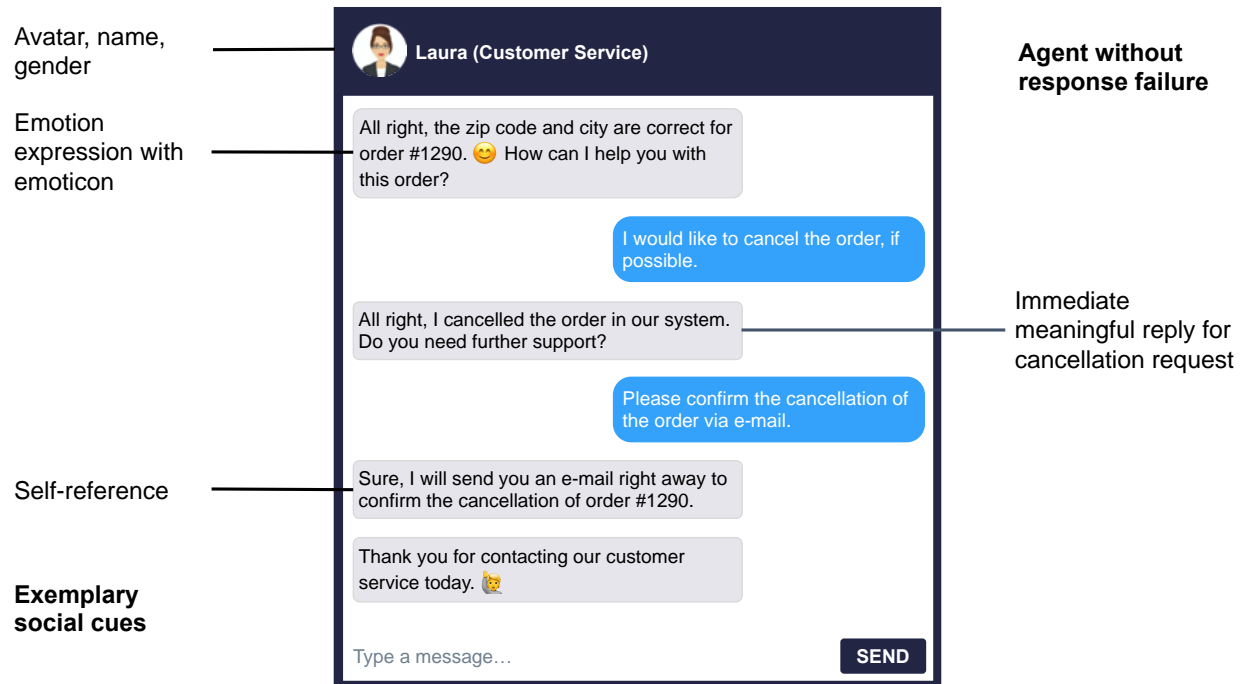 Avatar, name,
gender
Laura (Customer Service)
Agent without
response failure
Emotion
expression with
emoticon
All right, the zip code and city are correct for
order #1290. 😊 How can I help you with
this order?
I would like to cancel the order, if
possible.
All right, I cancelled the order in our system.
Do you need further support?
Immediate
meaningful reply for
cancellation request
Please confirm the cancellation of
the order via e-mail.
Self-reference
Sure, I will send you an e-mail right away to
confirm the cancellation of order #1290.
Thank you for contacting our customer
service today. 🙋
Exemplary
social cues
Type a message…
SEND